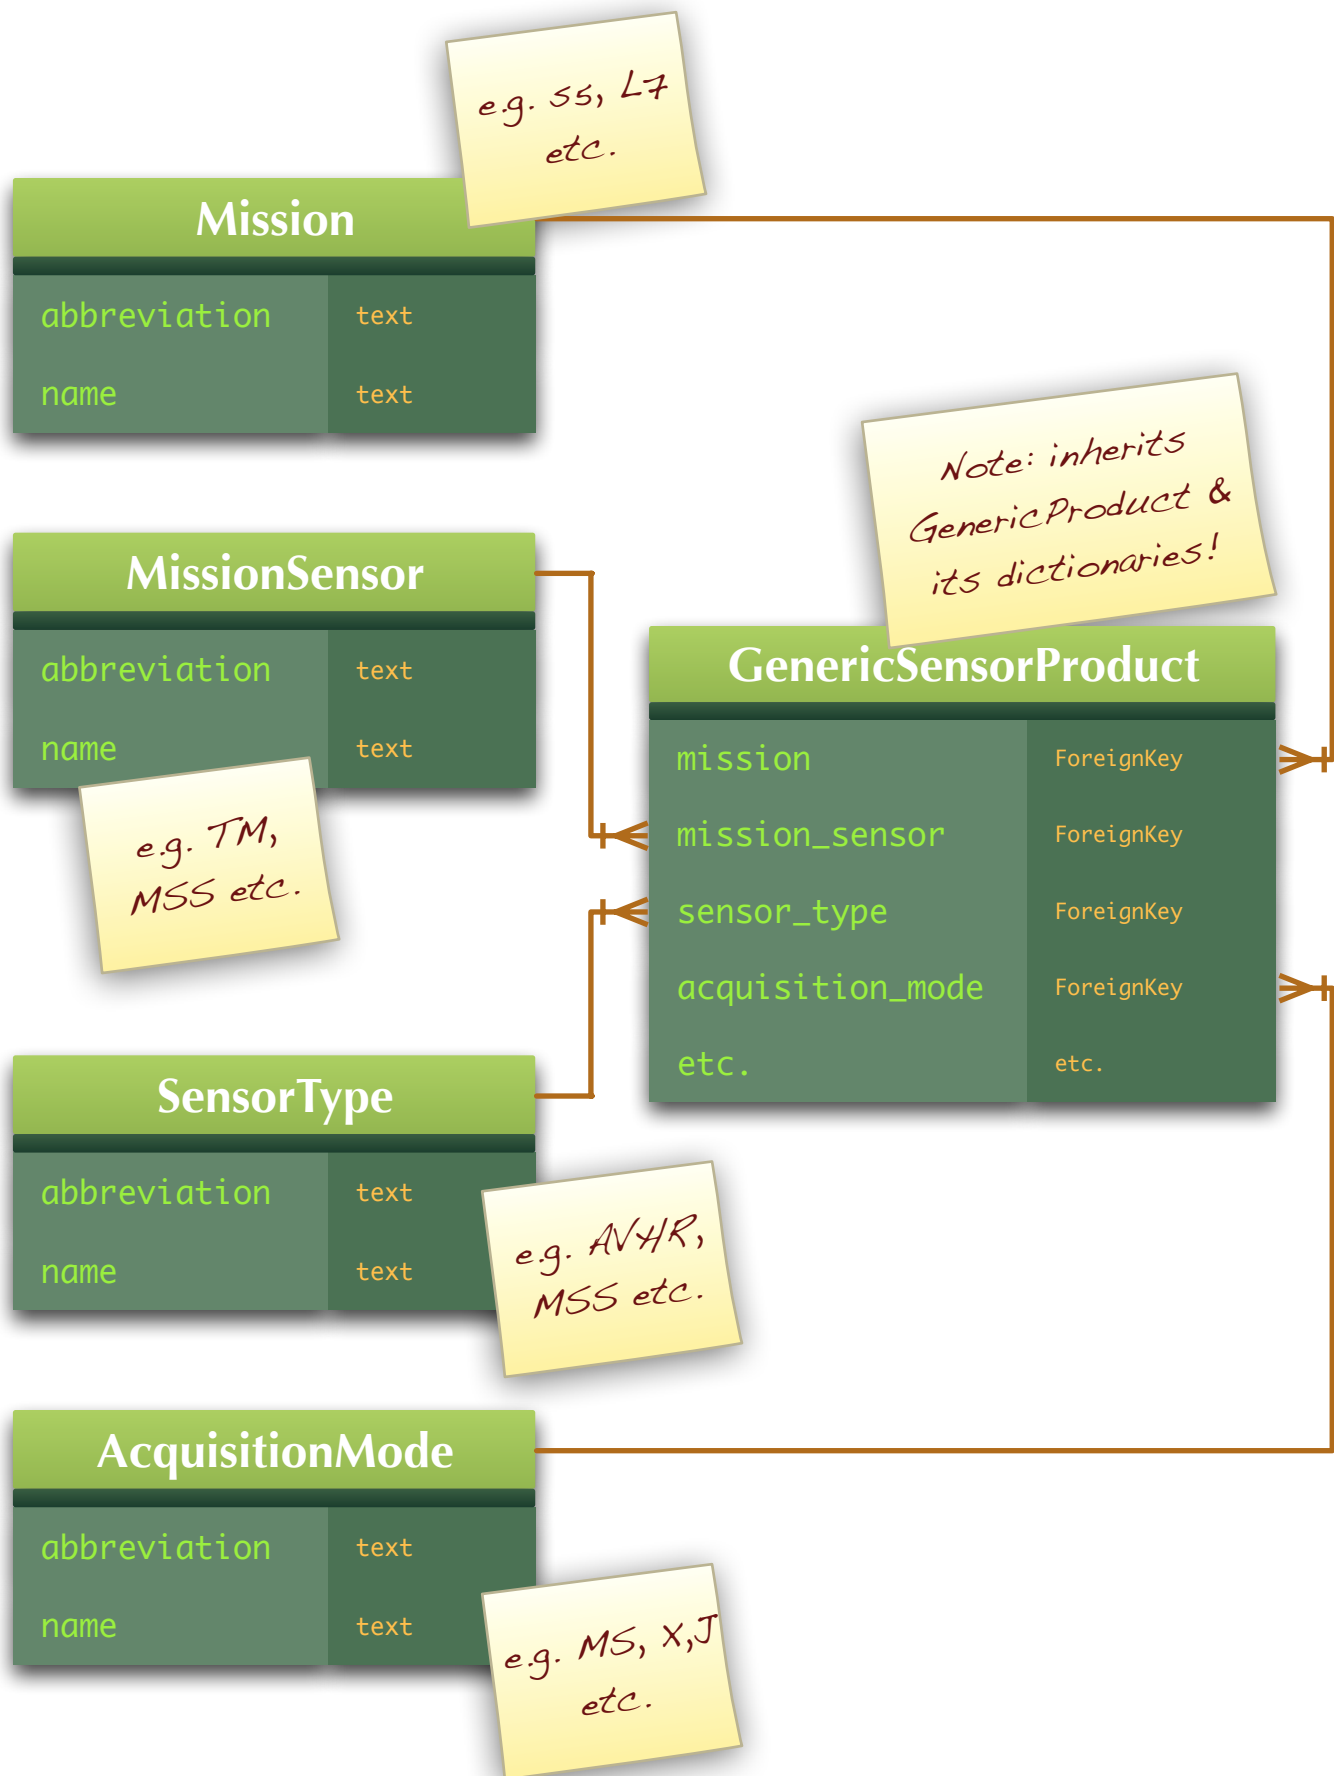 e.g. S5, L7
etc.
Mission
abbreviation text
name text
Note: inherits
GenericProduct &
its dictionaries!
MissionSensor
abbreviation text
name text
e.g. TM,
MSS etc.
GenericSensorProduct
mission ForeignKey
mission_sensor ForeignKey
sensor_type ForeignKey
acquisition_mode ForeignKey
etc. etc.
SensorType
abbreviation text
name text
e.g. AVHR,
MSS etc.
AcquisitionMode
abbreviation text
name text
e.g. MS, X,J
etc.